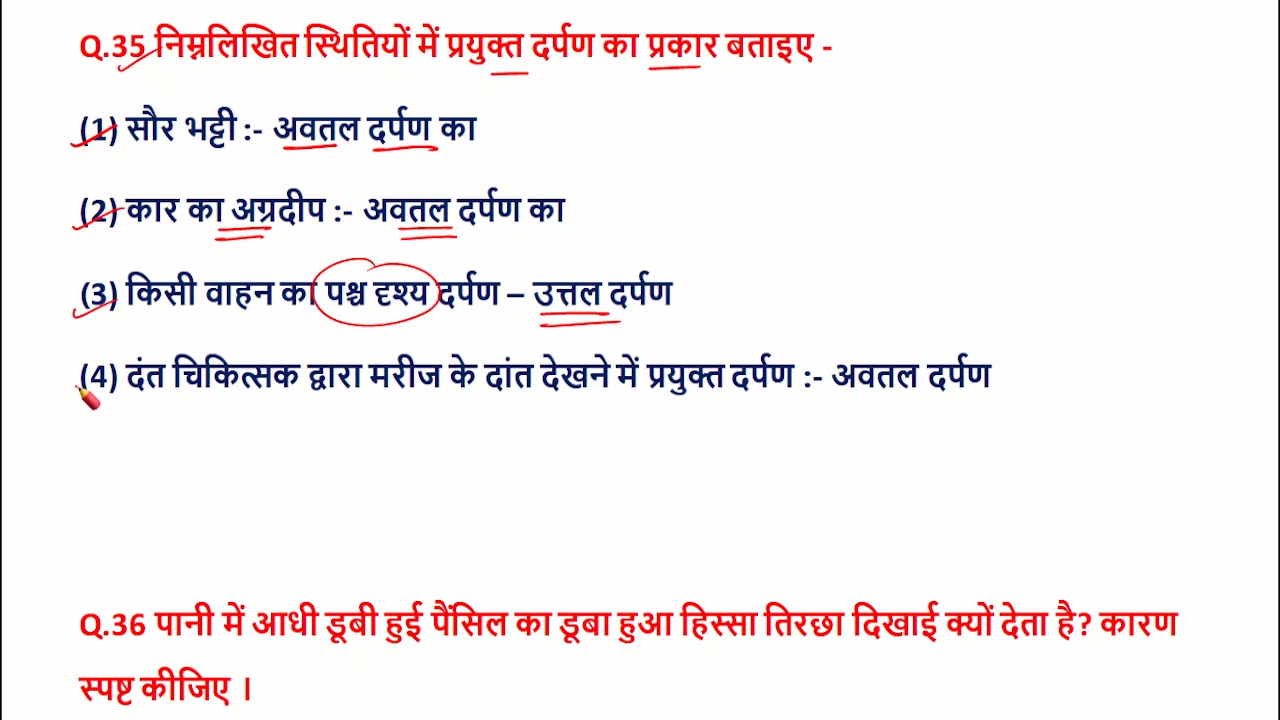 Q.35 निम्नलिखित स्थितियों में प्रयुक्त दर्पण का प्रकार बताइए -
(1) सौर भट्टी :- अवतल दर्पण का
(2) कार का अग्रदीप :- अवतल दर्पण का
(3) किसी वाहन का पश्च दृश्य दर्पण – उत्तल दर्पण
(4) दंत चिकित्सक द्वारा मरीज के दांत देखने में प्रयुक्त दर्पण :- अवतल दर्पण
Q.36 पानी में आधी डूबी हुई पैंसिल का डूबा हुआ हिस्सा तिरछा दिखाई क्यों देता है? कारण
स्पष्ट कीजिए ।